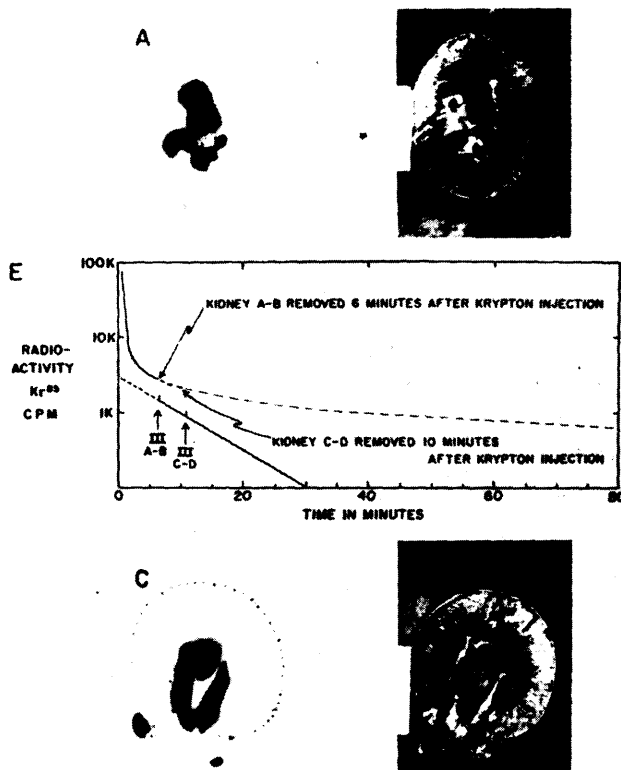 A
E
100K
KIDNEY A-B REMOVED 6 MINUTES AFTER KRYPTON INJECTION
10K
RADIO-
ACTIVITY
Kr85
CPM
1K
III
A-B
III
C-D
KIDNEY C-D REMOVED 10 MINUTES
AFTER KRYPTON INJECTION
0 20 40 60 80
TIME IN MINUTES
C